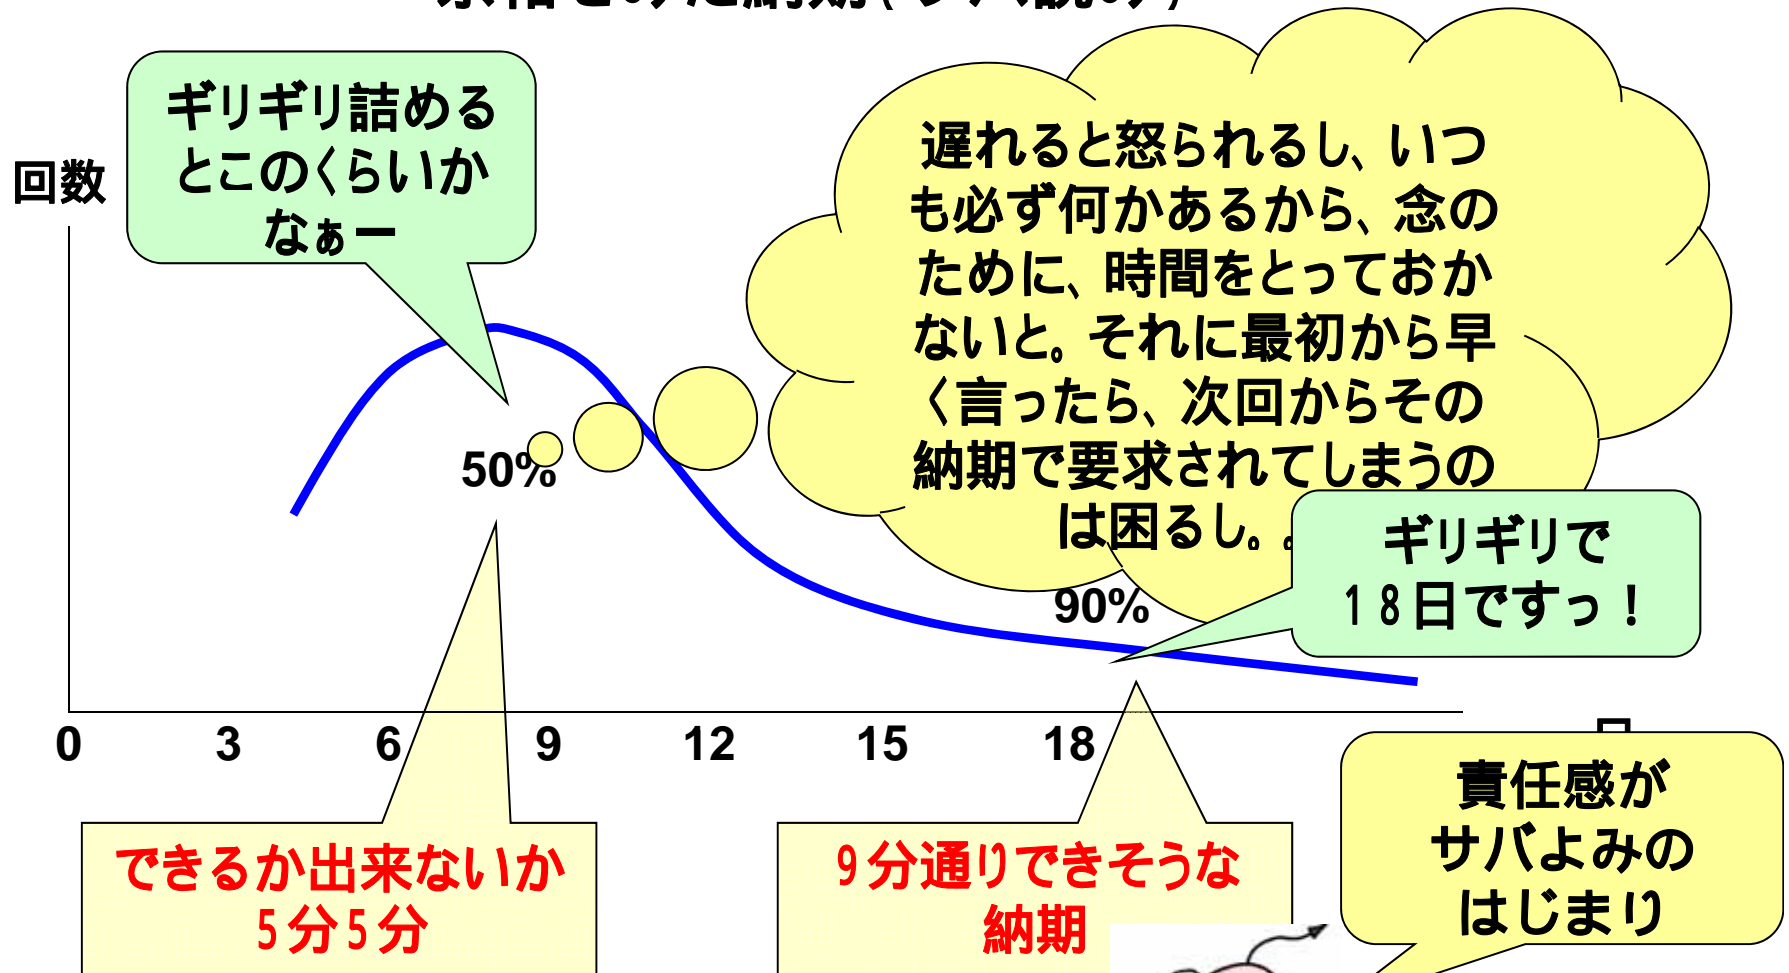 ギリギリ詰める
とこのくらいか
なぁー
回数
遅れると怒られるし、いつ
も必ず何かあるから、念の
ために、時間をとっておか
ないと。それに最初から早
く言ったら、次回からその
納期で要求されてしまうの
は困るし。。
50%
ギリギリで
18日ですっ！
90%
0 3 6 9 12 15 18
できるか出来ないか
5分5分
9分通りできそうな
納期
責任感が
サバよみの
はじまり